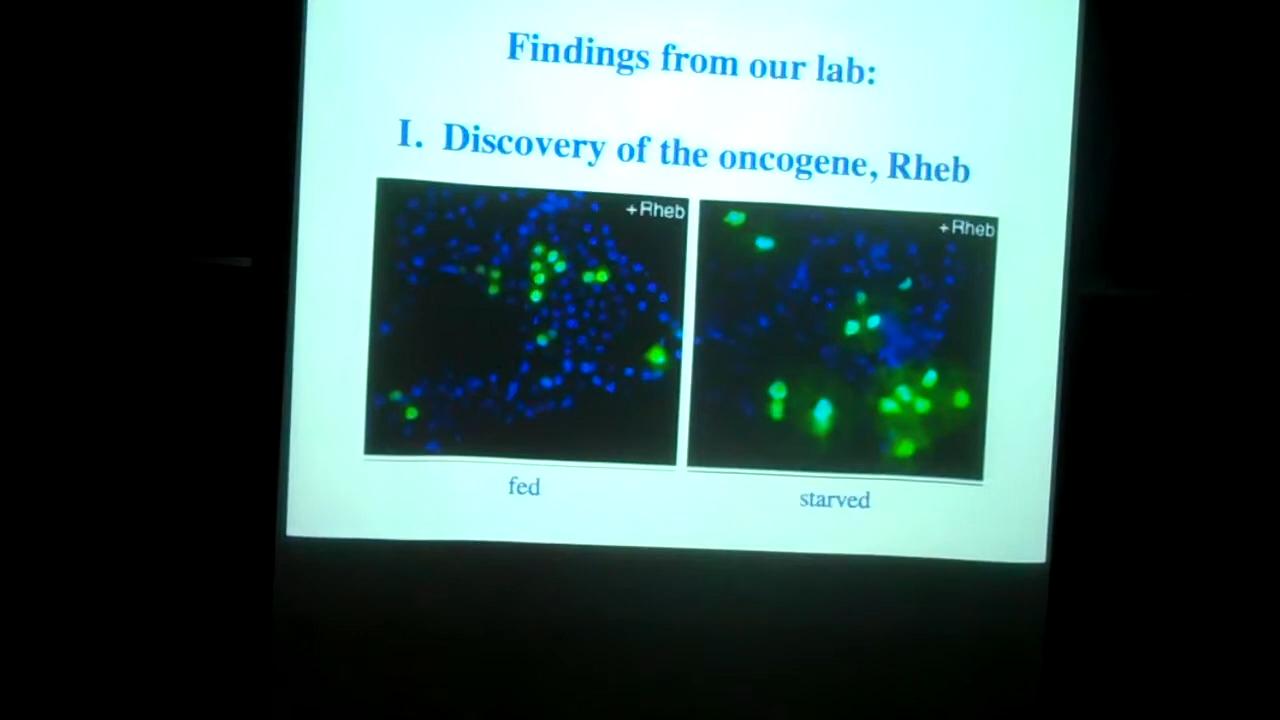 Findings from our lab:
I. Discovery of the oncogene, Rheb
+Rheb
+Rheb
fed
starved